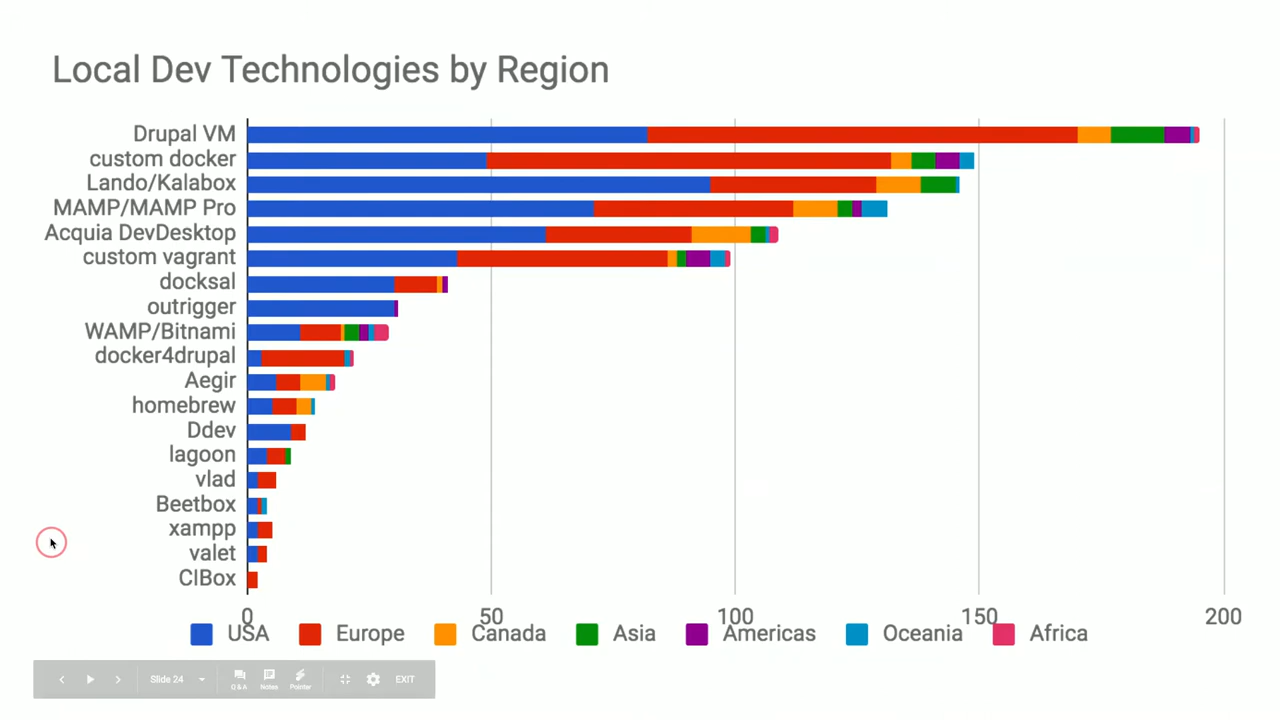 Local Dev Technologies by Region
Drupal VM
custom docker
Lando/Kalabox
MAMP/MAMP Pro
Acquia DevDesktop
custom vagrant
docksal
outrigger
WAMP/Bitnami
docker4drupal
Aegir
homebrew
Ddev
lagoon
vlad
Beetbox
xampp
valet
CIBox
0 50 100 150 200
USA Europe Canada Asia Americas Oceania Africa
Slide 24 Q & A Notes Pointer EXIT